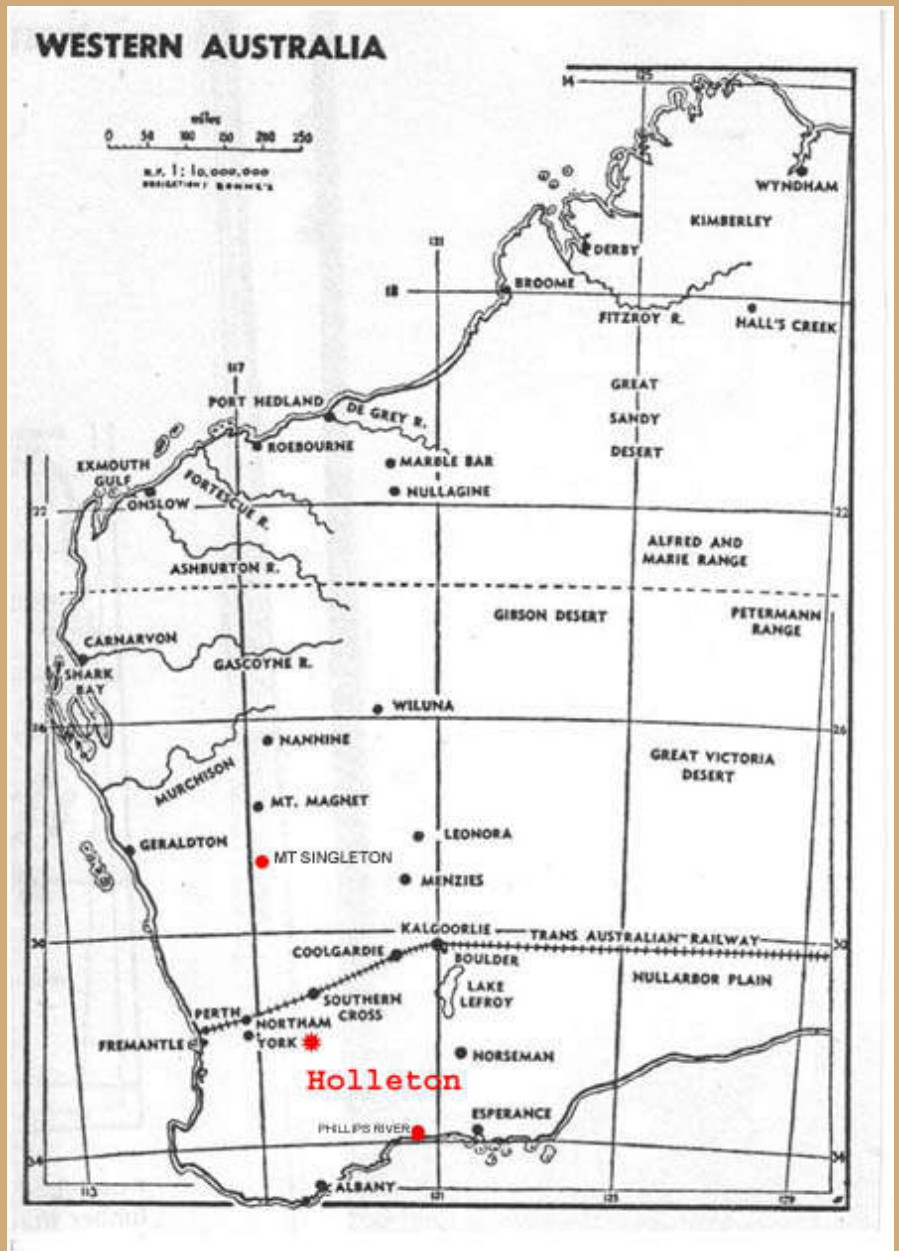 WESTERN AUSTRALIA
miles
0 50 100 150 200 250
R.F. 1:10,000,000
14
125
WYNDHAM
KIMBERLEY
121
DERBY
18
BROOME
FITZROY R.
HALL'S CREEK
117
GREAT
SANDY
DESERT
PORT HEDLAND
DE GREY R.
ROEBOURNE
MARBLE BAR
EXMOUTH
GULF
ONSLOW
FORTESCUE R.
NULLAGINE
22
22
ALFRED AND
MARIE RANGE
ASHBURTON R.
GIBSON DESERT
PETERMANN
RANGE
CARNARVON
GASCOYNE R.
SHARK
BAY
WILUNA
26
NANNINE
MURCHISON
GREAT VICTORIA
DESERT
MT. MAGNET
GERALDTON
LEONORA
MT SINGLETON
MENZIES
KALGOORLIE
TRANS AUSTRALIAN RAILWAY
30
30
COOLGARDIE
BOULDER
NULLARBOR PLAIN
LAKE
LEFROY
SOUTHERN
CROSS
PERTH
NORTHAM
FREMANTLE
YORK
NORSEMAN
Holleton
ESPERANCE
PHILLIPS RIVER
34
34
ALBANY
113
121
125
129